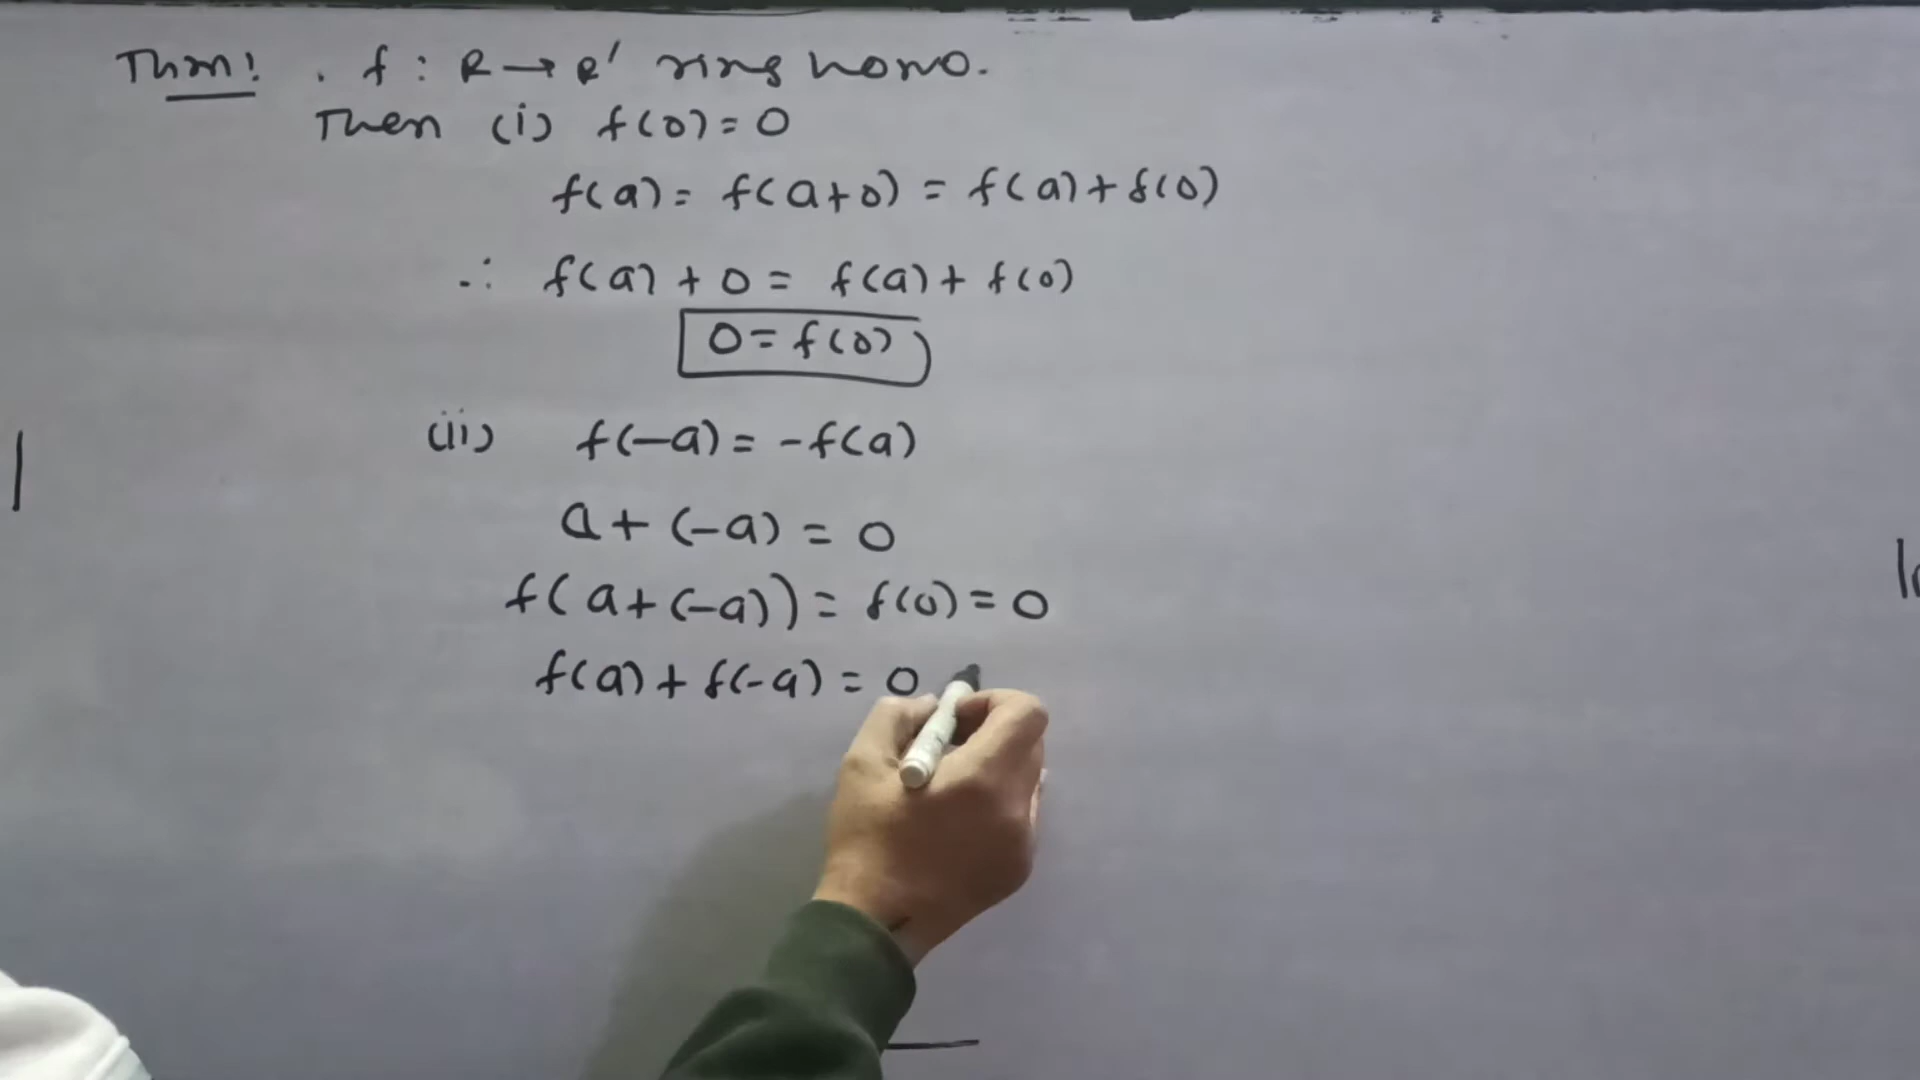 Thm! . f : R → R' ring homo.
Then (i) f(0) = 0
f(a) = f(a+0) = f(a) + f(0)
∴ f(a) + 0 = f(a) + f(0)
0 = f(0)
(ii) f(-a) = -f(a)
a + (-a) = 0
f(a + (-a)) = f(0) = 0
f(a) + f(-a) = 0